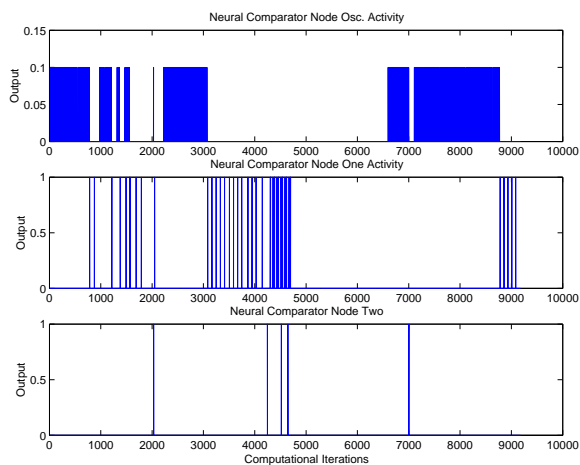 Neural Comparator Node Osc. Activity
0.15
0.1
0.05
0
Output
0 1000 2000 3000 4000 5000 6000 7000 8000 9000 10000
Neural Comparator Node One Activity
1
0.5
0
Output
0 1000 2000 3000 4000 5000 6000 7000 8000 9000 10000
Neural Comparator Node Two
1
0.5
0
Output
0 1000 2000 3000 4000 5000 6000 7000 8000 9000 10000
Computational Iterations